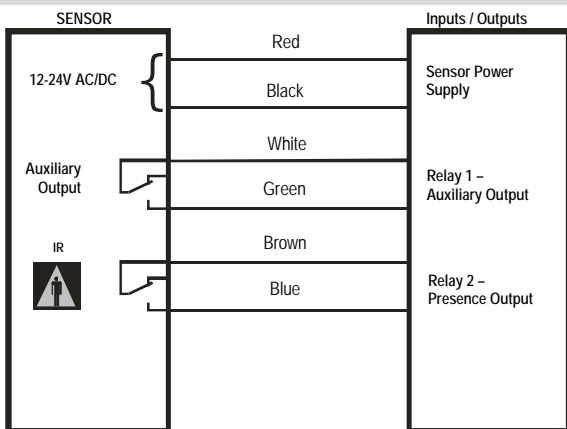 SENSOR
Inputs / Outputs
Red
12-24V AC/DC
Sensor Power
Supply
Black
White
Auxiliary
Output
Relay 1 –
Auxiliary Output
Green
Brown
IR
Blue
Relay 2 –
Presence Output